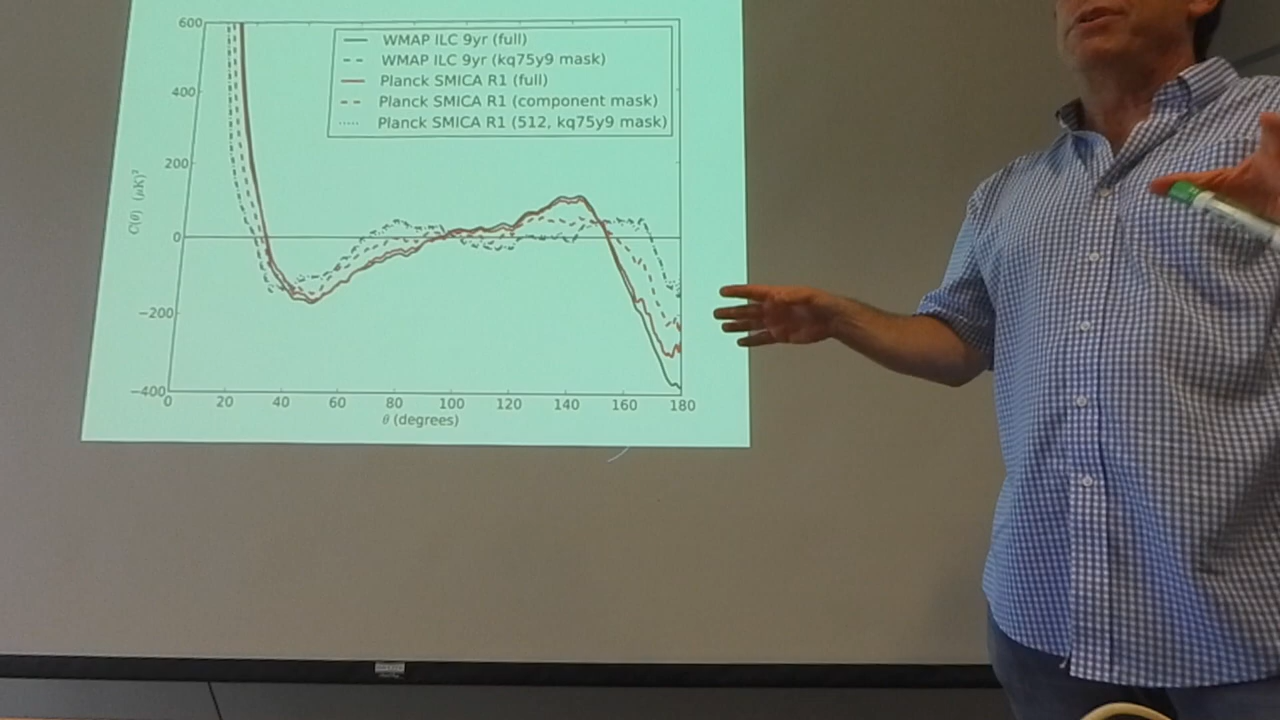 600
400
200
0
−200
−400
C(θ) (μK)²
WMAP ILC 9yr (full)
WMAP ILC 9yr (kq75y9 mask)
Planck SMICA R1 (full)
Planck SMICA R1 (component mask)
Planck SMICA R1 (512, kq75y9 mask)
0 20 40 60 80 100 120 140 160 180
θ (degrees)